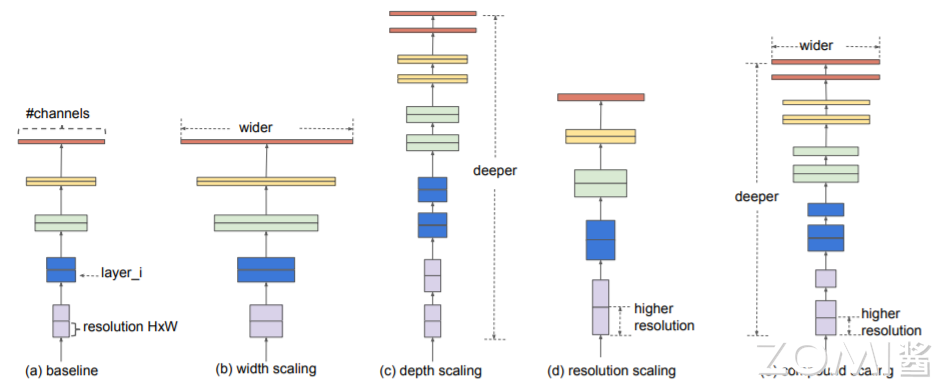 #channels
layer_i
resolution HxW
(a) baseline
wider
(b) width scaling
deeper
(c) depth scaling
higher
resolution
(d) resolution scaling
wider
deeper
higher
resolution
(e) compound scaling
ZOMI酱